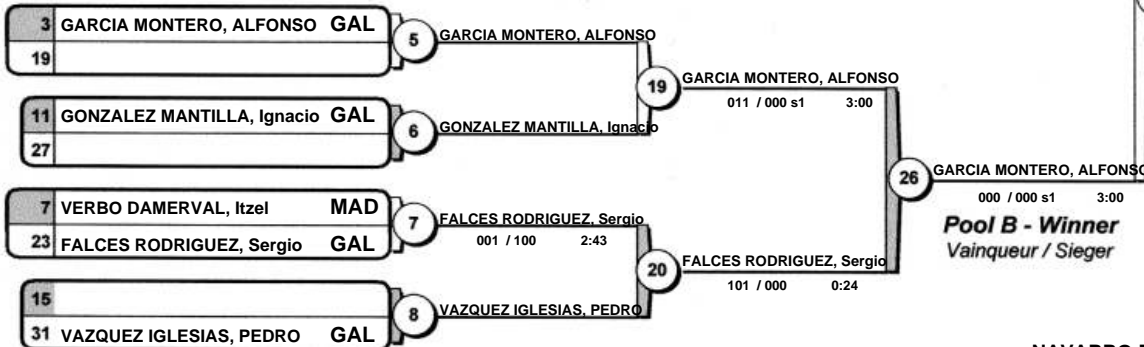 3 GARCIA MONTERO, ALFONSO GAL
19
5
GARCIA MONTERO, ALFONSO
11 GONZALEZ MANTILLA, Ignacio GAL
27
6
GONZALEZ MANTILLA, Ignacio
19
GARCIA MONTERO, ALFONSO
011 / 000 s1 3:00
7 VERBO DAMERVAL, Itzel MAD
23 FALCES RODRIGUEZ, Sergio GAL
7
FALCES RODRIGUEZ, Sergio
001 / 100 2:43
15
31 VAZQUEZ IGLESIAS, PEDRO GAL
8
VAZQUEZ IGLESIAS, PEDRO
20
FALCES RODRIGUEZ, Sergio
101 / 000 0:24
26
GARCIA MONTERO, ALFONSO
000 / 000 s1 3:00
Pool B - Winner
Vainqueur / Sieger